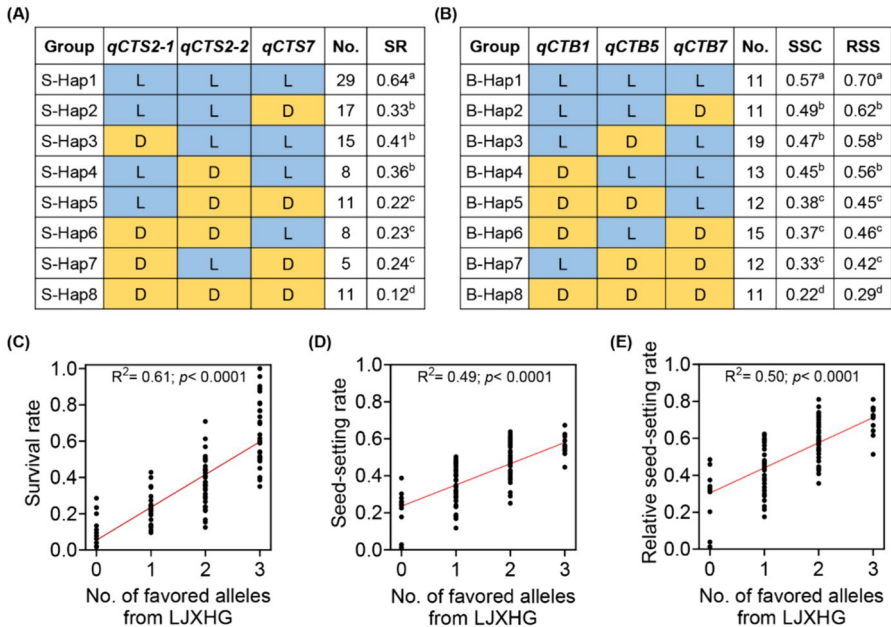 (A)
Group qCTS2-1 qCTS2-2 qCTS7 No. SR
S-Hap1 L L L 29 0.64a
S-Hap2 L L D 17 0.33b
S-Hap3 D L L 15 0.41b
S-Hap4 L D L 8 0.36b
S-Hap5 L D D 11 0.22c
S-Hap6 D D L 8 0.23c
S-Hap7 D L D 5 0.24c
S-Hap8 D D D 11 0.12d
(B)
Group qCTB1 qCTB5 qCTB7 No. SSC RSS
B-Hap1 L L L 11 0.57a 0.70a
B-Hap2 L L D 11 0.49b 0.62b
B-Hap3 L D L 19 0.47b 0.58b
B-Hap4 D L L 13 0.45b 0.56b
B-Hap5 D D L 12 0.38c 0.45c
B-Hap6 D L D 15 0.37c 0.46c
B-Hap7 L D D 12 0.33c 0.42c
B-Hap8 D D D 11 0.22d 0.29d
(C)
R2= 0.61; p< 0.0001
Survival rate
1.0
0.8
0.6
0.4
0.2
0.0
0 1 2 3
No. of favored alleles
from LJXHG
(D)
R2= 0.49; p< 0.0001
Seed-setting rate
1.0
0.8
0.6
0.4
0.2
0.0
0 1 2 3
No. of favored alleles
from LJXHG
(E)
R2= 0.50; p< 0.0001
Relative seed-setting rate
1.0
0.8
0.6
0.4
0.2
0.0
0 1 2 3
No. of favored alleles
from LJXHG